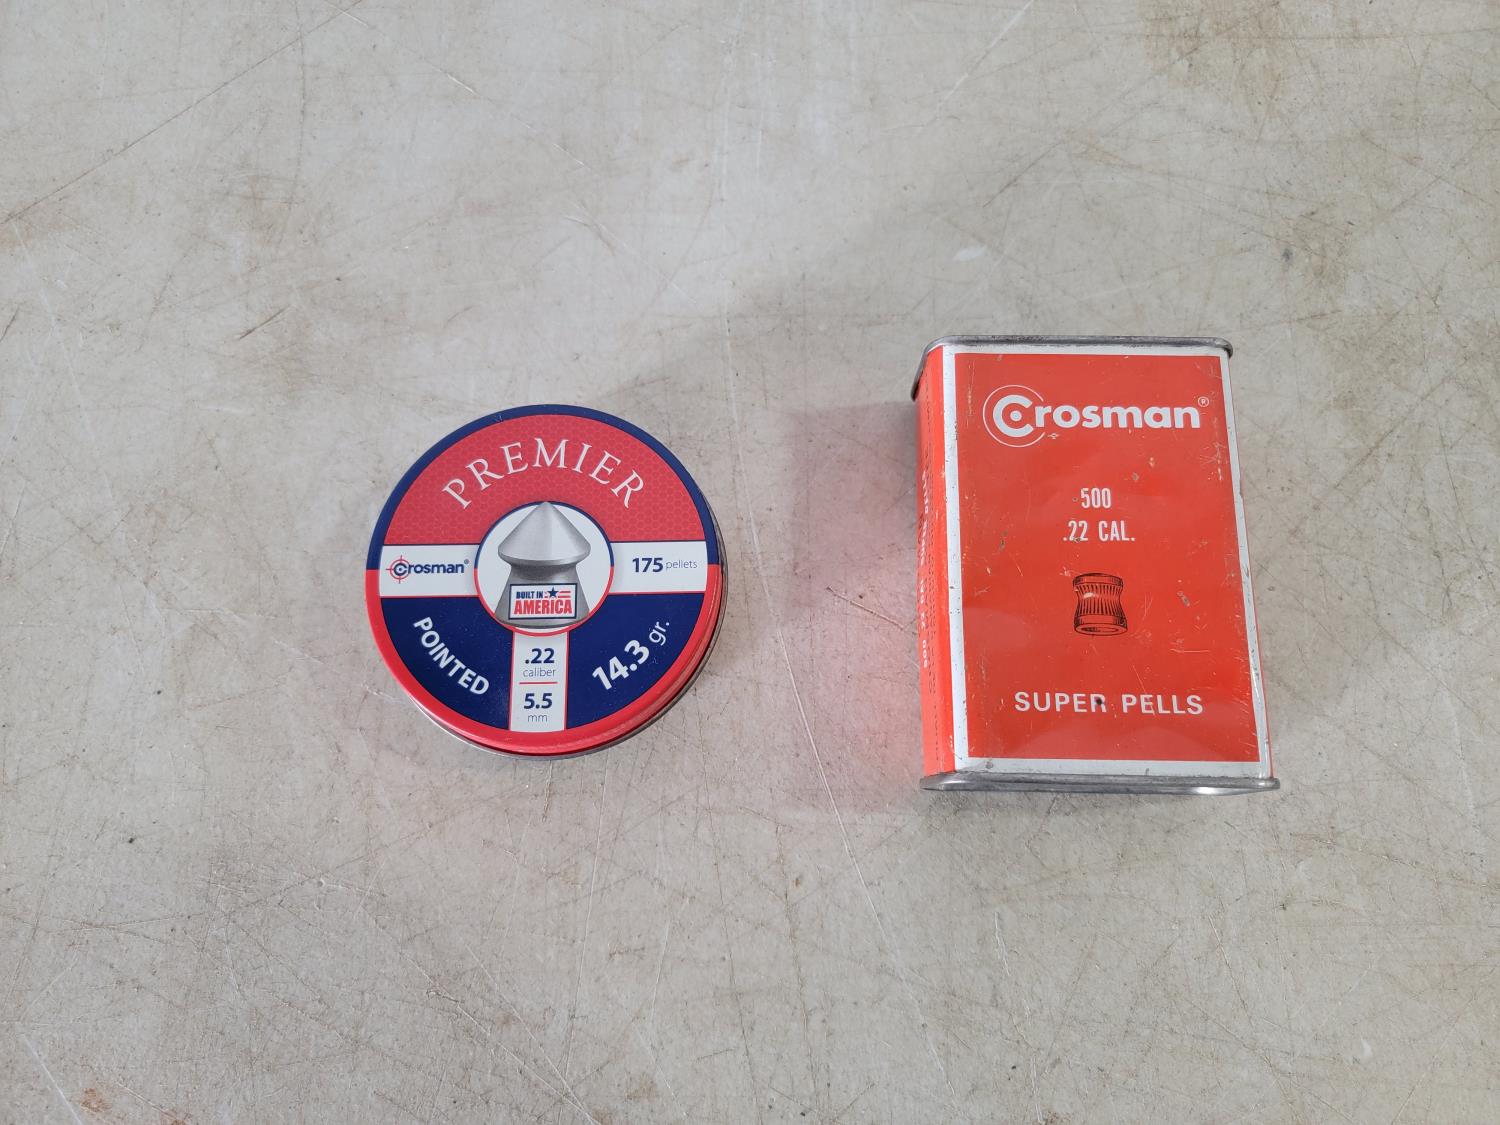 PREMIER
Crosman®
175 pellets
BUILT IN
AMERICA
POINTED
.22
caliber
5.5
mm
14.3 gr.
Crosman®
500
.22 CAL.
SUPER PELLS